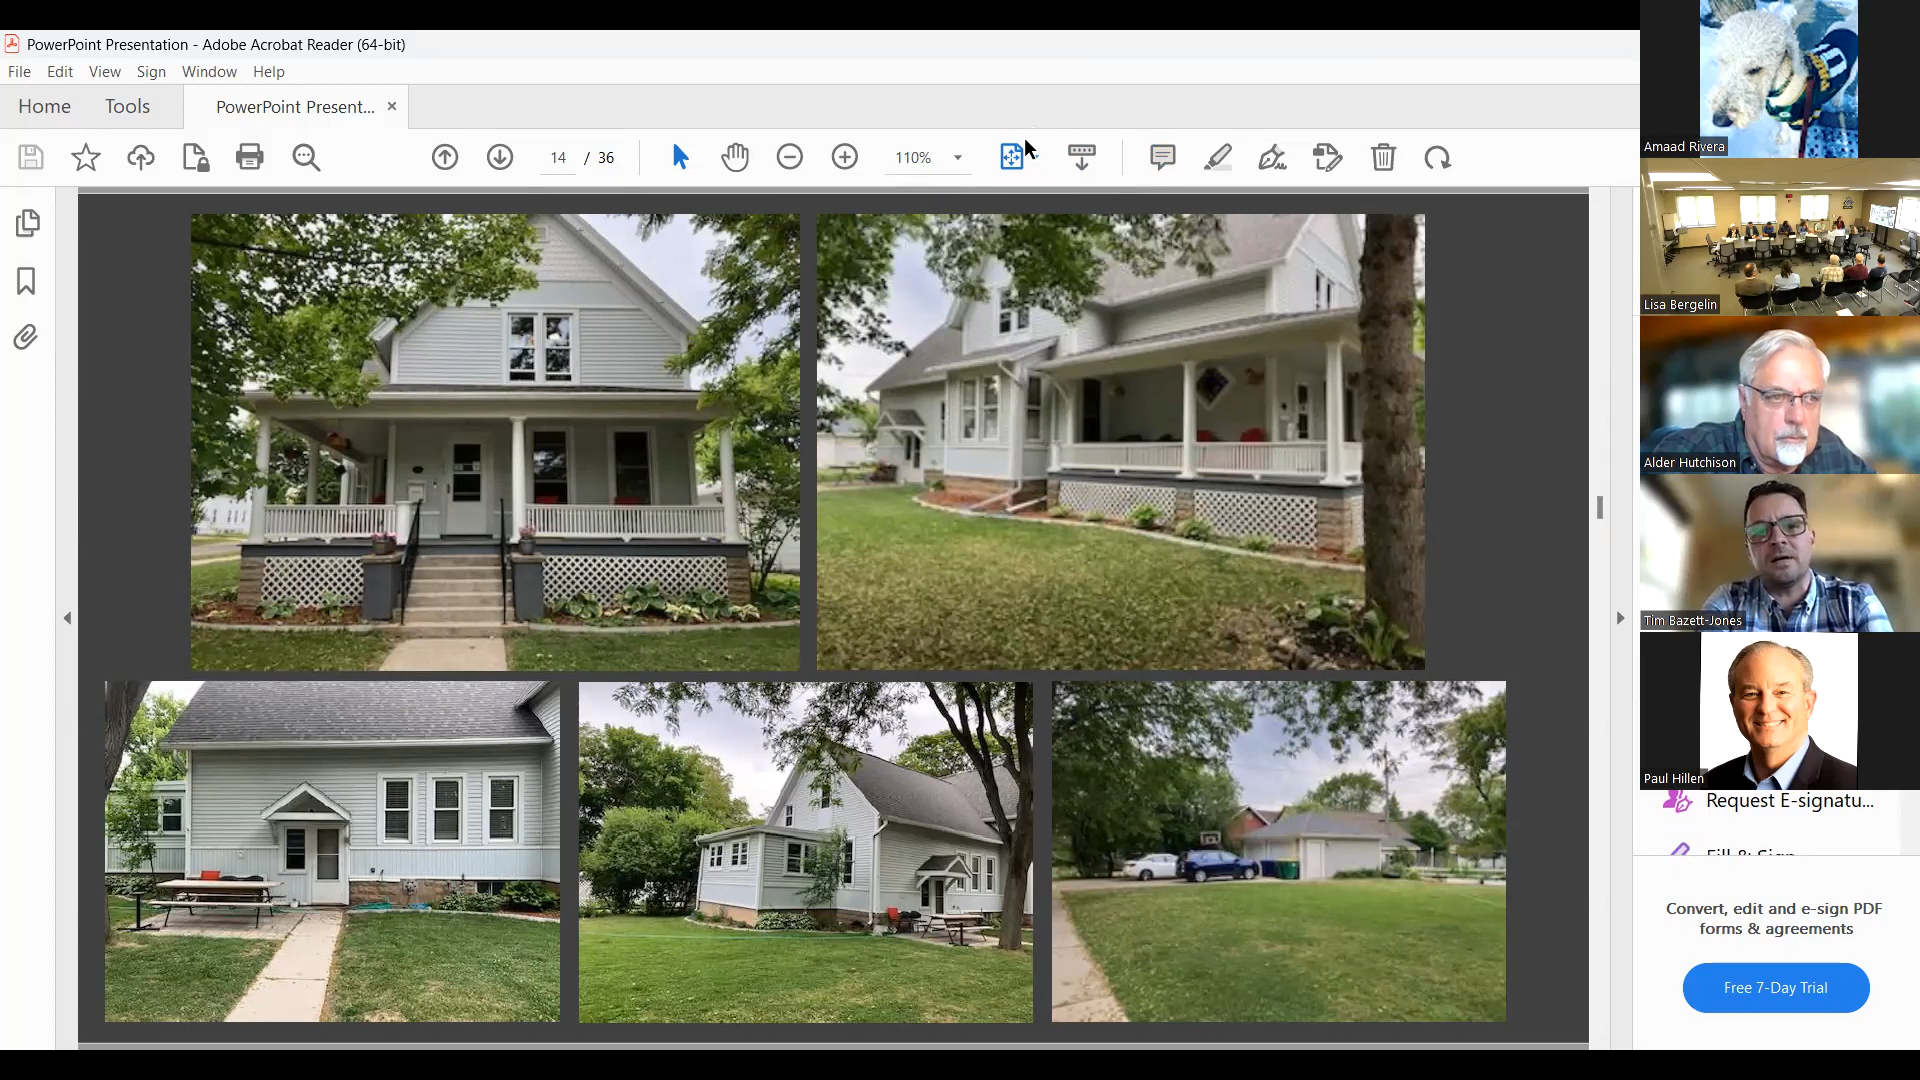 PowerPoint Presentation - Adobe Acrobat Reader (64-bit)
File Edit View Sign Window Help
Home Tools PowerPoint Present... ×
14 / 36 110%
Amaad Rivera
Lisa Bergelin
Alder Hutchison
Tim Bazett-Jones
Paul Hillen
Request E-signatu...
Fill & Sign
Convert, edit and e-sign PDF
forms & agreements
Free 7-Day Trial